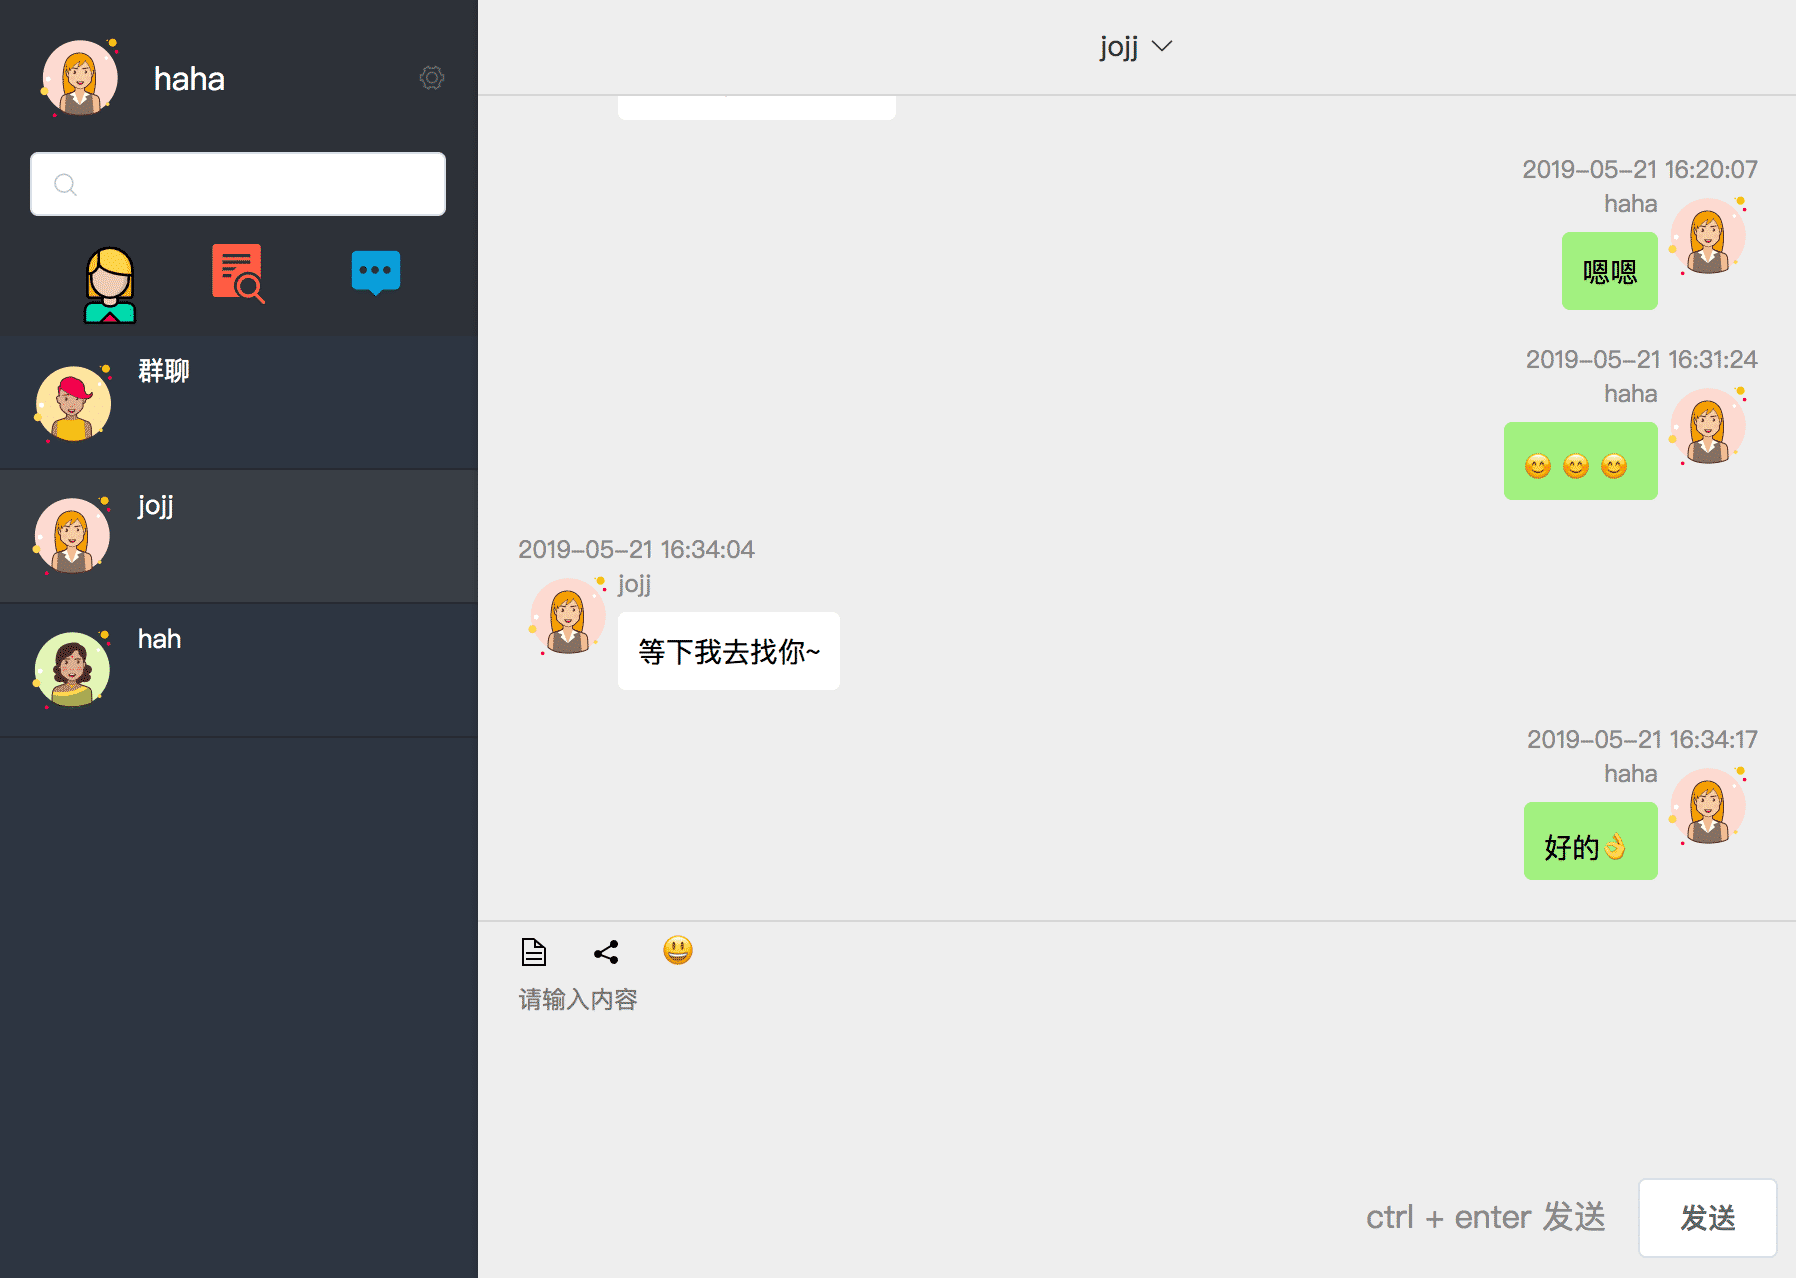 haha
群聊
jojj
hah
jojj
2019-05-21 16:20:07
haha
嗯嗯
2019-05-21 16:31:24
haha
😊 😊 😊
2019-05-21 16:34:04
jojj
等下我去找你~
2019-05-21 16:34:17
haha
好的👌
请输入内容
ctrl + enter 发送
发送